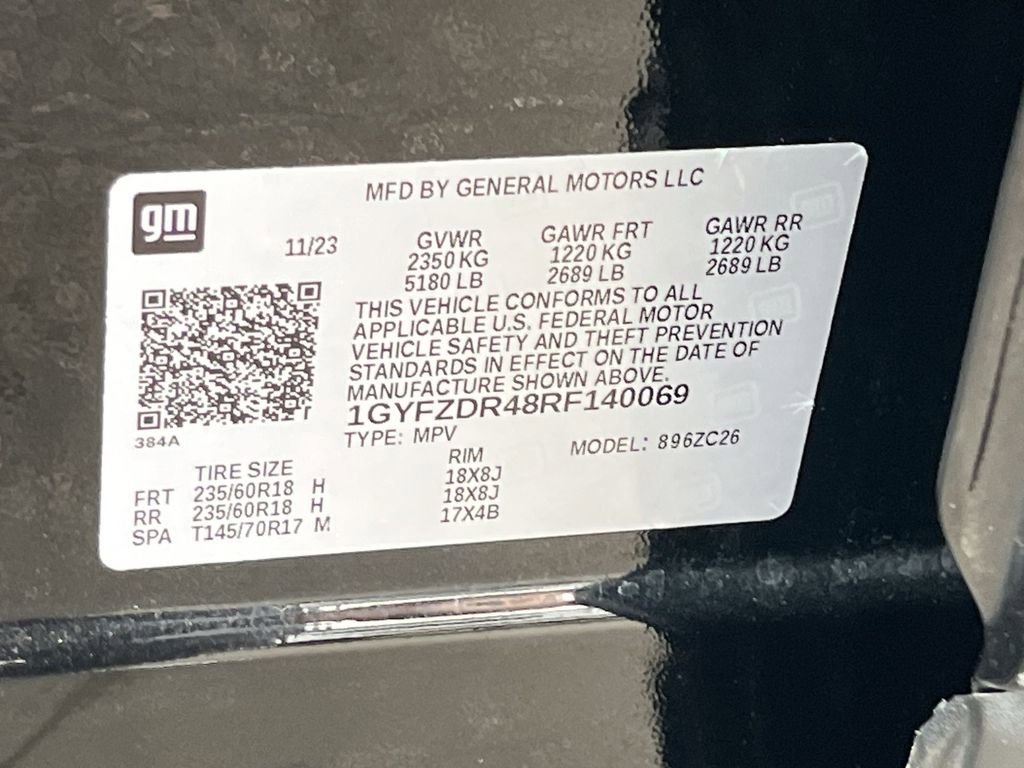 gm
MFD BY GENERAL MOTORS LLC
11/23
GVWR
2350 KG
5180 LB
GAWR FRT
1220 KG
2689 LB
GAWR RR
1220 KG
2689 LB
THIS VEHICLE CONFORMS TO ALL
APPLICABLE U.S. FEDERAL MOTOR
VEHICLE SAFETY AND THEFT PREVENTION
STANDARDS IN EFFECT ON THE DATE OF
MANUFACTURE SHOWN ABOVE.
1GYFZDR48RF140069
TYPE: MPV MODEL: 896ZC26
384A
TIRE SIZE RIM
FRT 235/60R18 H 18X8J
RR 235/60R18 H 18X8J
SPA T145/70R17 M 17X4B